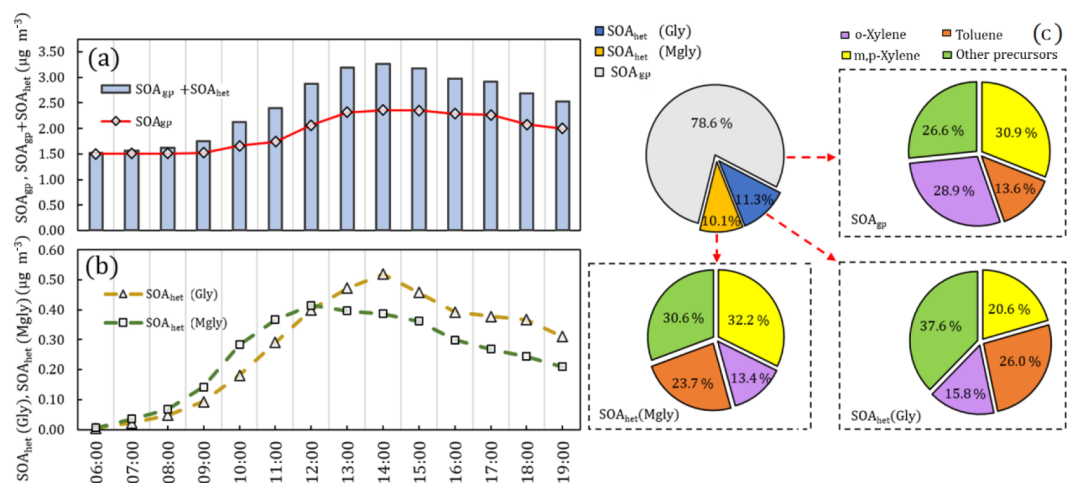 SOAgp , SOAgp+SOAhet (µg m-3)
3.50
3.00
2.50
2.00
1.50
1.00
0.50
0.00
(a)
SOAgp +SOAhet
SOAgp
SOAhet (Gly). SOAhet (Mgly) (µg m-3)
0.60
0.50
0.40
0.30
0.20
0.10
0.00
(b)
SOAhet (Gly)
SOAhet (Mgly)
06:00
07:00
08:00
09:00
10:00
11:00
12:00
13:00
14:00
15:00
16:00
17:00
18:00
19:00
SOAhet (Gly)
SOAhet (Mgly)
SOAgp
o-Xylene
Toluene
(c)
m,p-Xylene
Other precursors
78.6 %
11.3%
10.1%
26.6 %
30.9 %
28.9 %
13.6 %
SOAgp
30.6 %
32.2 %
23.7 %
13.4 %
SOAhet(Mgly)
37.6 %
20.6 %
26.0 %
15.8 %
SOAhet(Gly)